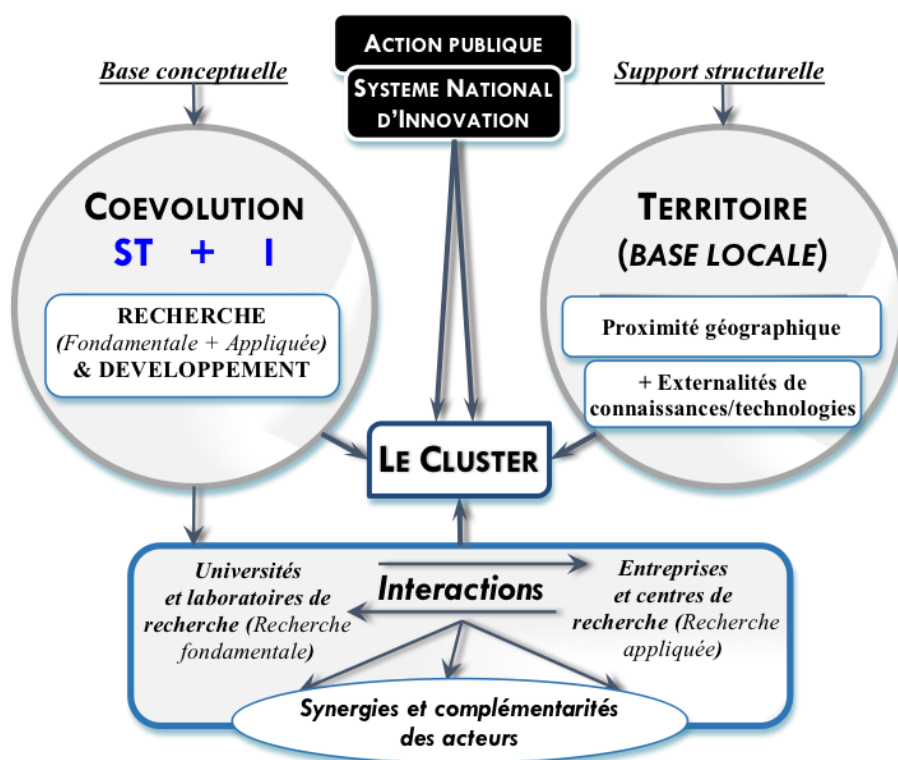 ACTION PUBLIQUE
SYSTEME NATIONAL
D'INNOVATION
Base conceptuelle
Support structurelle
COEVOLUTION
ST + I
RECHERCHE
(Fondamentale + Appliquée)
& DEVELOPPEMENT
TERRITOIRE
(BASE LOCALE)
Proximité géographique
+ Externalités de
connaissances/technologies
LE CLUSTER
Universités
et laboratoires de
recherche (Recherche
fondamentale)
Interactions
Entreprises
et centres de
recherche (Recherche
appliquée)
Synergies et complémentarités
des acteurs